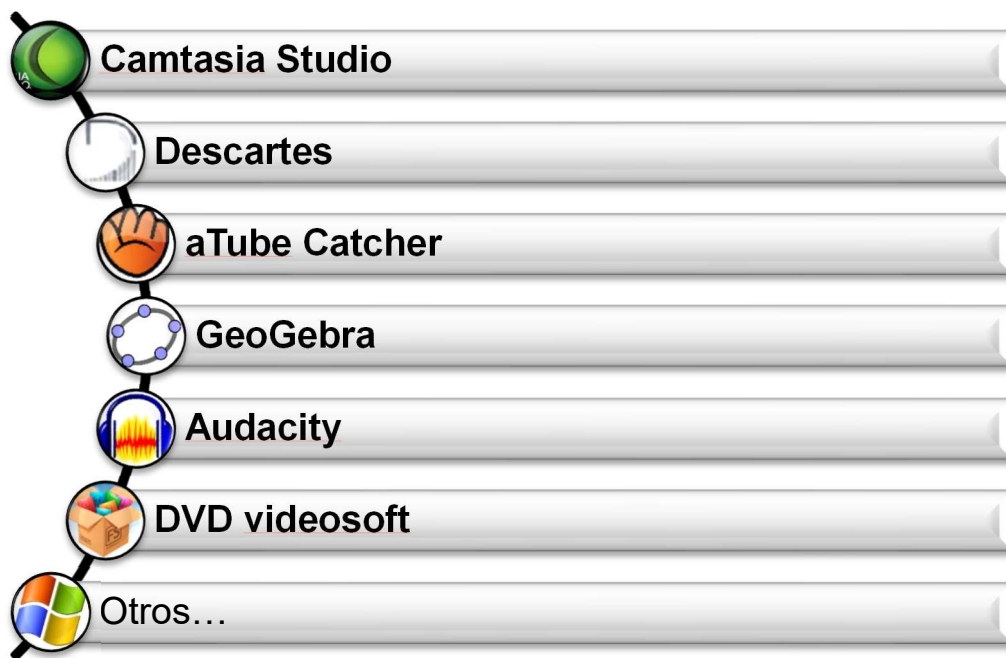 Camtasia Studio
Descartes
aTube Catcher
GeoGebra
Audacity
DVD videosoft
Otros…